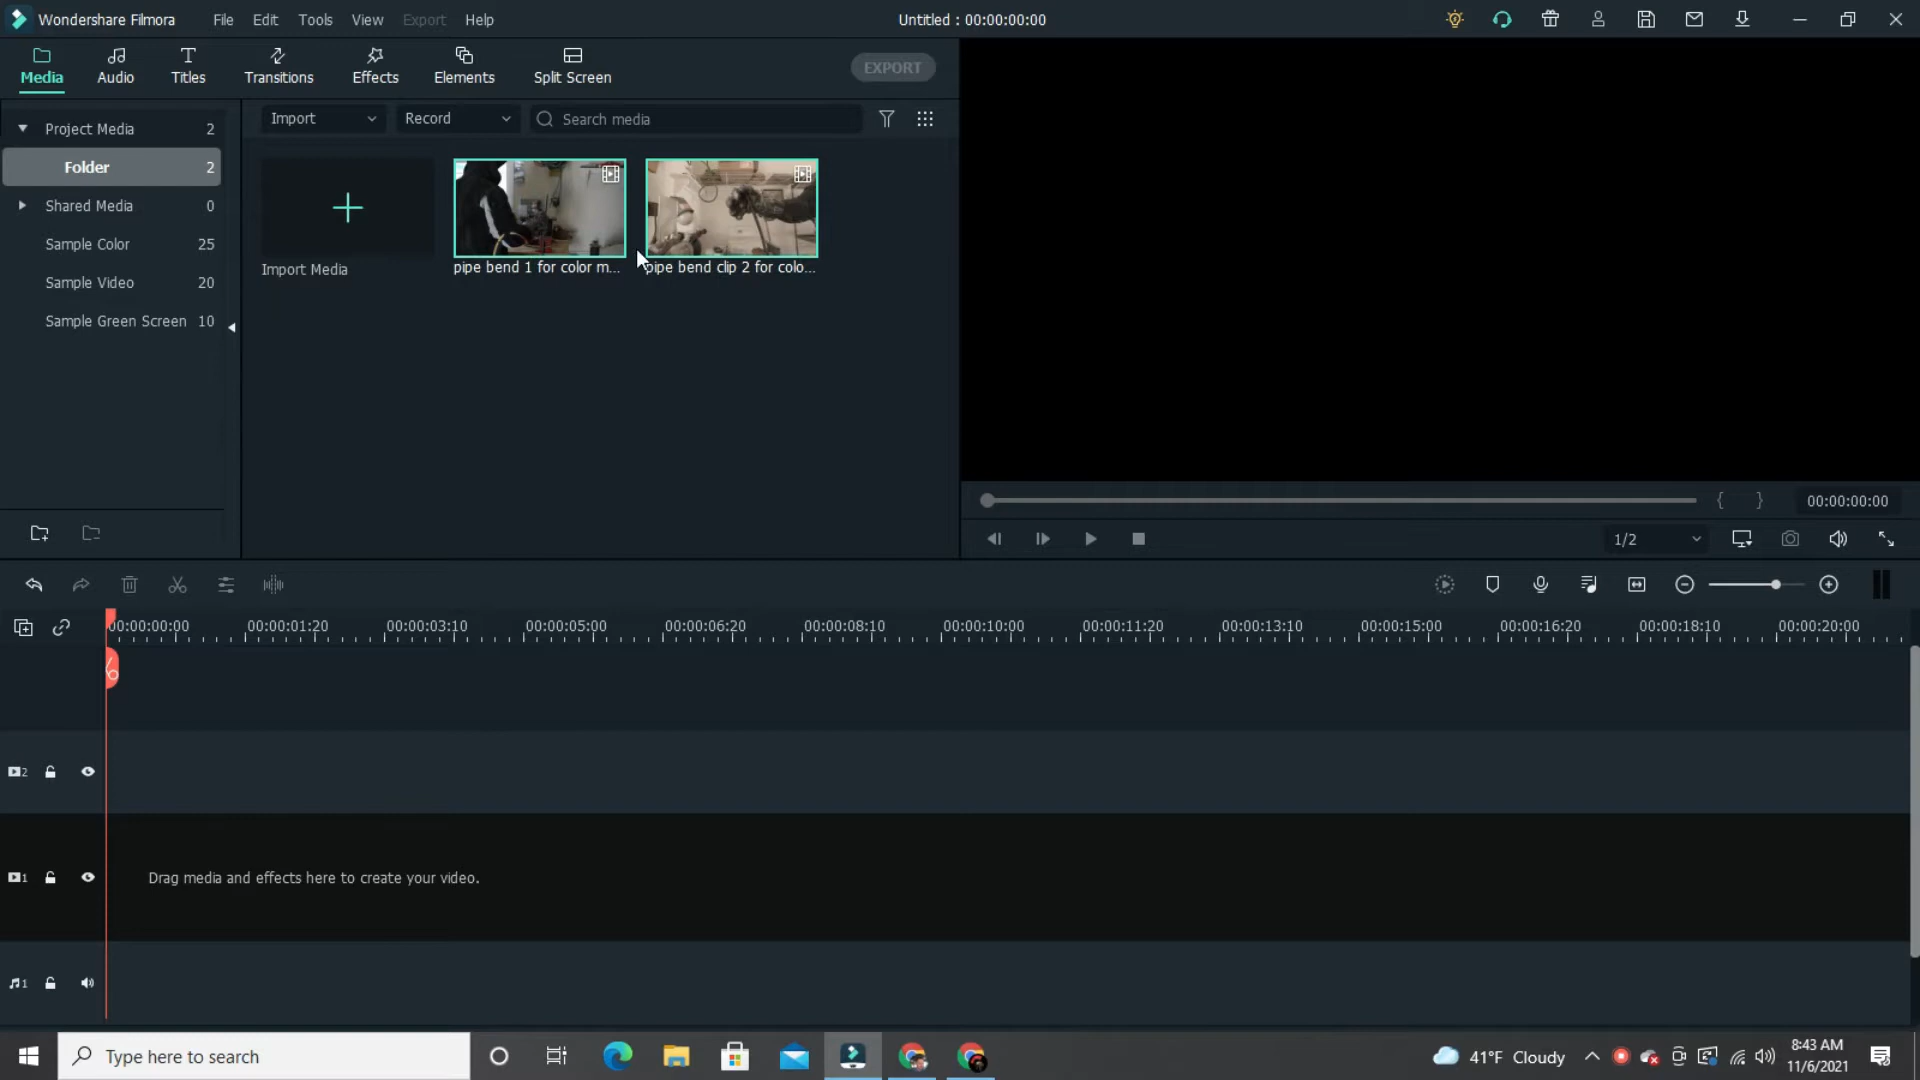 Wondershare Filmora File Edit Tools View Export Help Untitled : 00:00:00:00
Media Audio Titles Transitions Effects Elements Split Screen EXPORT
Project Media 2
Folder 2
Shared Media 0
Sample Color 25
Sample Video 20
Sample Green Screen 10
Import Record Search media
Import Media
pipe bend 1 for color m...
pipe bend clip 2 for colo...
00:00:00:00
1/2
00:00:00:00 00:00:01:20 00:00:03:10 00:00:05:00 00:00:06:20 00:00:08:10 00:00:10:00 00:00:11:20 00:00:13:10 00:00:15:00 00:00:16:20 00:00:18:10 00:00:20:00
2
1 Drag media and effects here to create your video.
1
Type here to search
41°F Cloudy
8:43 AM
11/6/2021